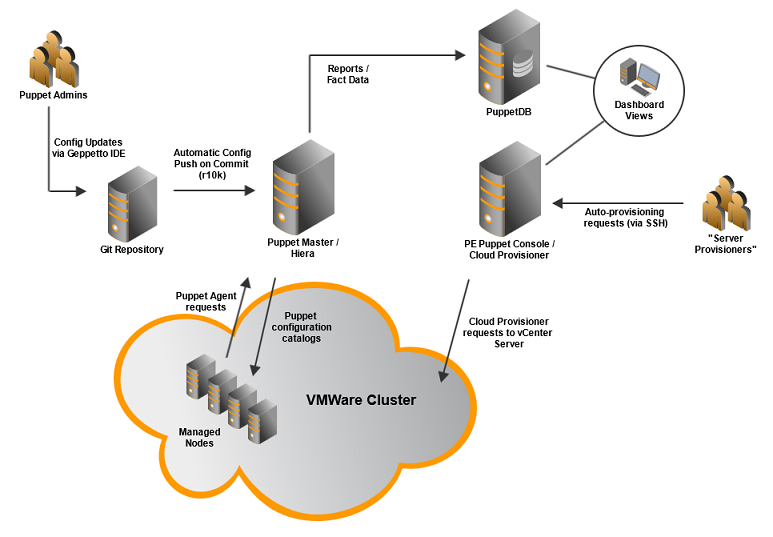 Reports /
Fact Data
PuppetDB
Dashboard
Views
Puppet Admins
Config Updates
via Geppetto IDE
Automatic Config
Push on Commit
(r10k)
Git Repository
Puppet Master /
Hiera
PE Puppet Console /
Cloud Provisioner
Auto-provisioning
requests (via SSH)
"Server
Provisioners"
Puppet Agent
requests
Puppet
configuration
catalogs
Cloud Provisioner
requests to vCenter
Server
VMWare Cluster
Managed
Nodes